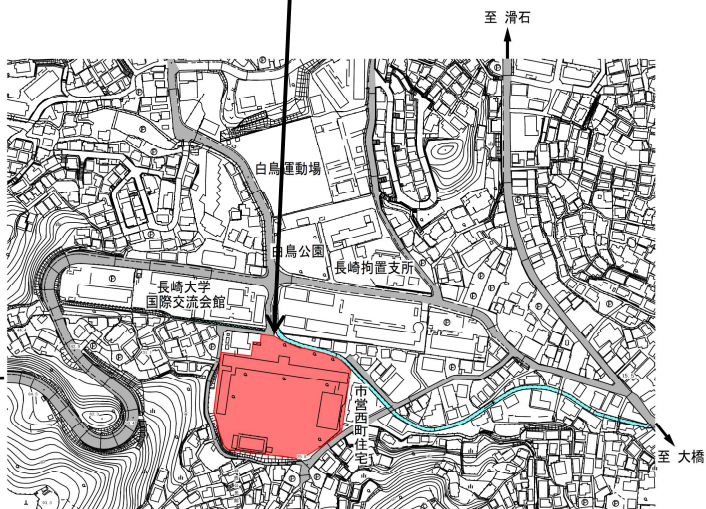 至 滑石
白鳥運動場
白鳥公園
長崎拘置支所
長崎大学
国際交流会館
市営西町住宅
至 大橋